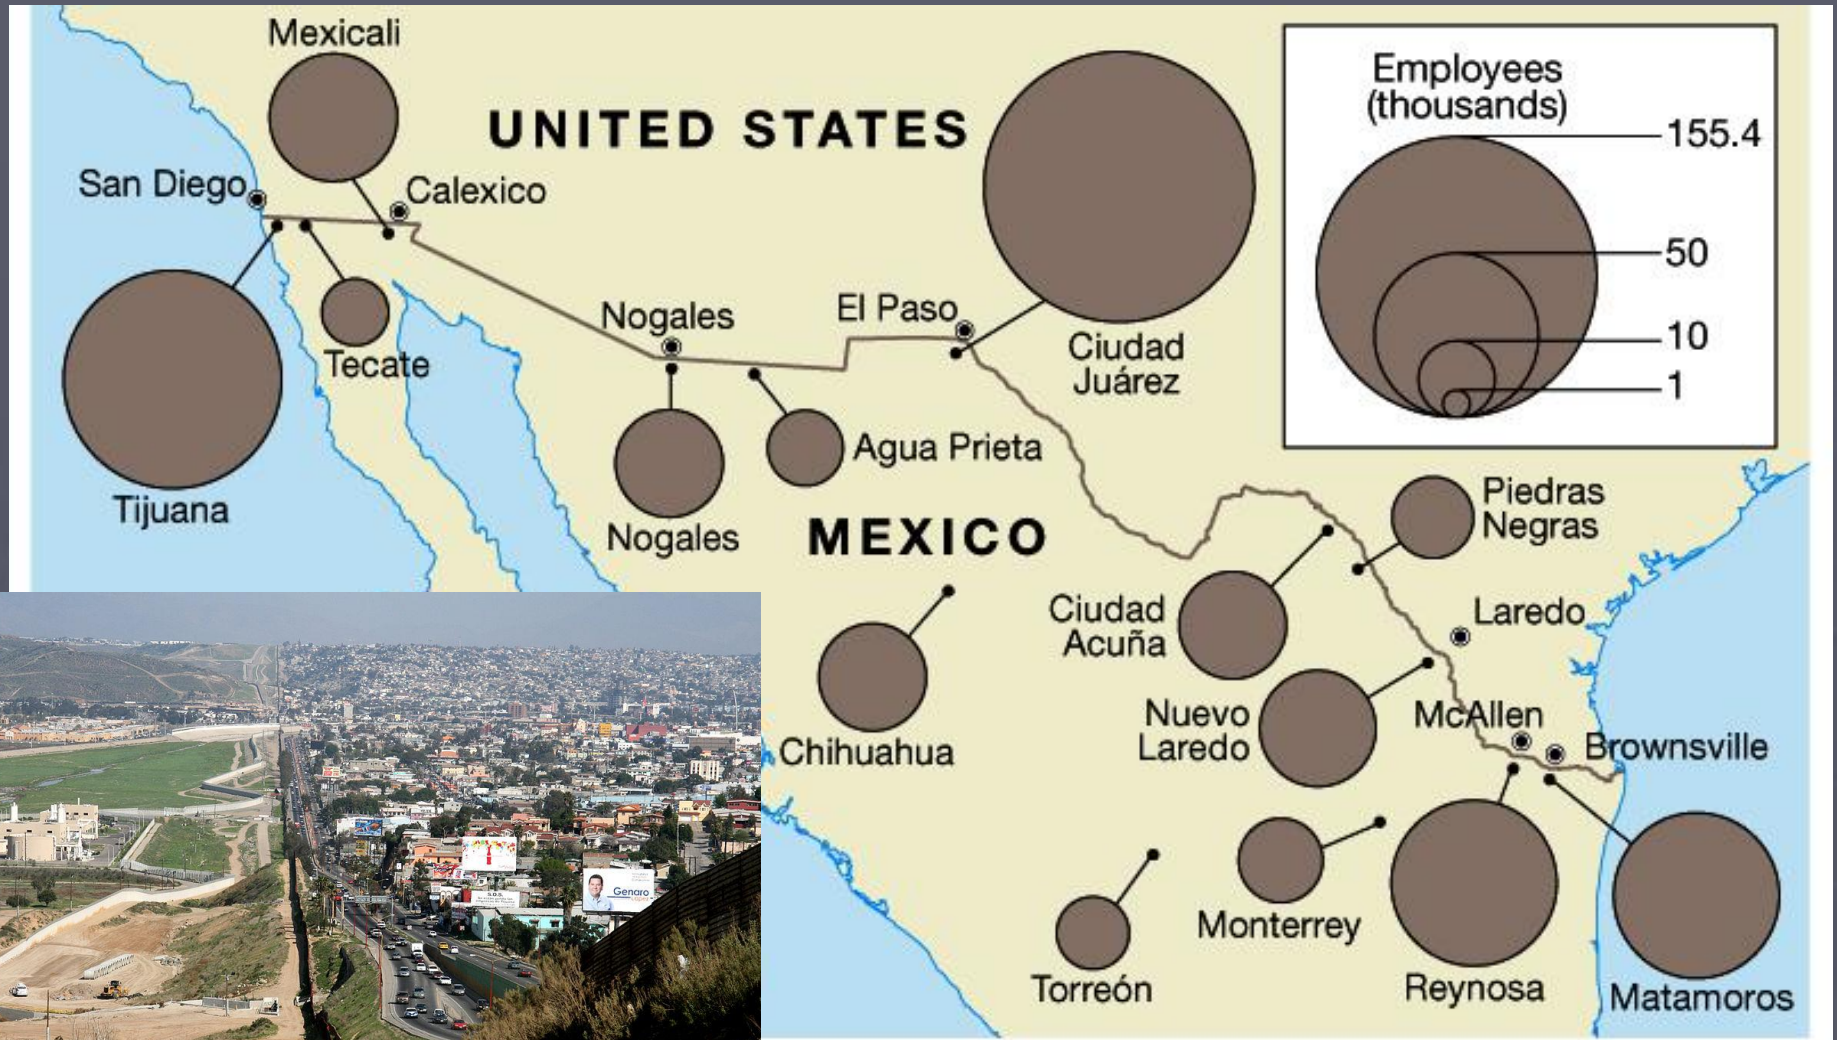 Mexicali
UNITED STATES
San Diego
Calexico
Tecate
Tijuana
Nogales
El Paso
Ciudad
Juárez
Agua Prieta
Nogales
MEXICO
Employees
(thousands)
155.4
50
10
1
Piedras
Negras
Ciudad
Acuña
Laredo
Nuevo
Laredo
McAllen
Brownsville
Chihuahua
Monterrey
Torreón
Reynosa
Matamoros
Genaro